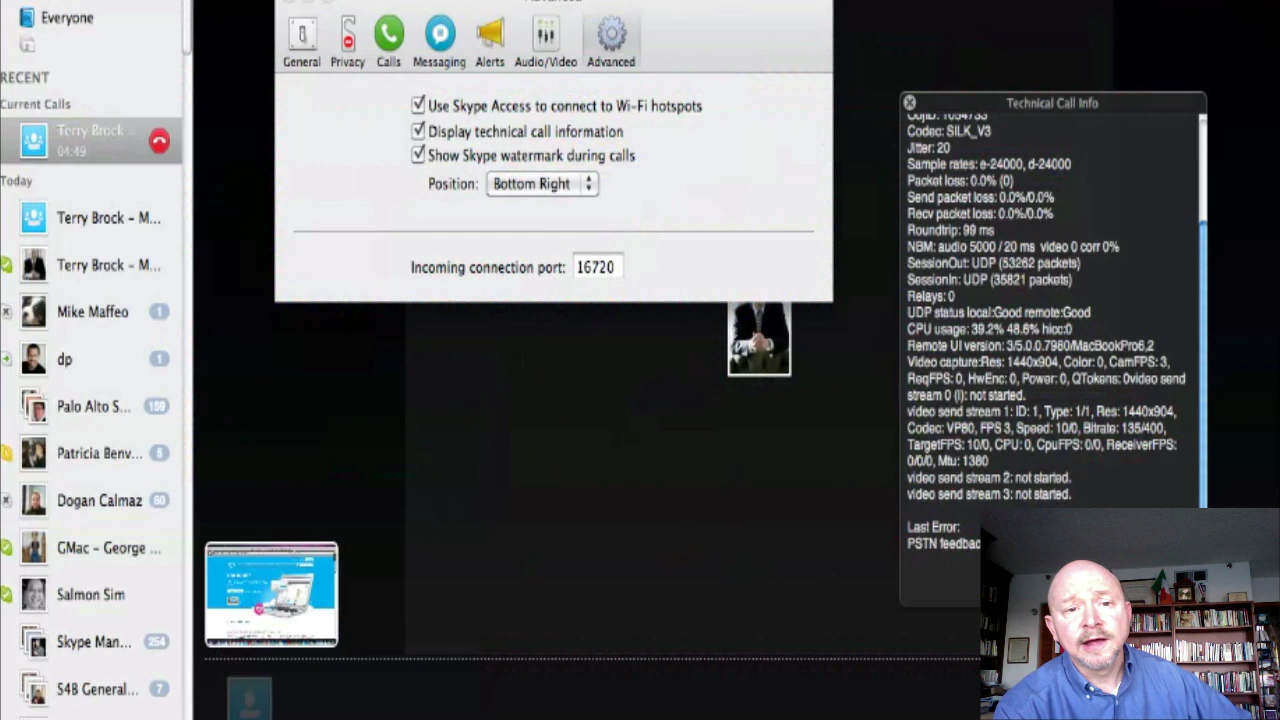 Everyone
RECENT
Current Calls
Terry Brock
04:49
Today
Terry Brock – M...
Terry Brock – M...
Mike Maffeo 1
dp 1
Palo Alto S... 169
Patricia Benv... 5
Dogan Calmaz 60
GMac – George ...
Salmon Sim
Skype Man... 254
S4B General... 7
Advanced
General Privacy Calls Messaging Alerts Audio/Video Advanced
Use Skype Access to connect to Wi-Fi hotspots
Display technical call information
Show Skype watermark during calls
Position: Bottom Right
Incoming connection port: 16720
Technical Call Info
Codec: SILK_V3
Jitter: 20
Sample rates: e-24000, d-24000
Packet loss: 0.0% (0)
Send packet loss: 0.0%/0.0%
Recv packet loss: 0.0%/0.0%
Roundtrip: 99 ms
NBM: audio 5000 / 20 ms video 0 corr 0%
SessionOut: UDP (53262 packets)
SessionIn: UDP (35821 packets)
Relays: 0
UDP status local:Good remote:Good
CPU usage: 39.2% 48.6% hicc:0
Remote UI version: 3/5.0.0.7980/MacBookPro6,2
Video capture:Res: 1440x904, Color: 0, CamFPS: 3,
ReqFPS: 0, HwEnc: 0, Power: 0, QTokens: 0video send
stream 0 (I): not started.
video send stream 1: ID: 1, Type: 1/1, Res: 1440x904,
Codec: VP80, FPS 3, Speed: 10/0, Bitrate: 135/400,
TargetFPS: 10/0, CPU: 0, CpuFPS: 0/0, ReceiverFPS:
0/0/0, Mtu: 1380
video send stream 2: not started.
video send stream 3: not started.
Last Error:
PSTN feedbac